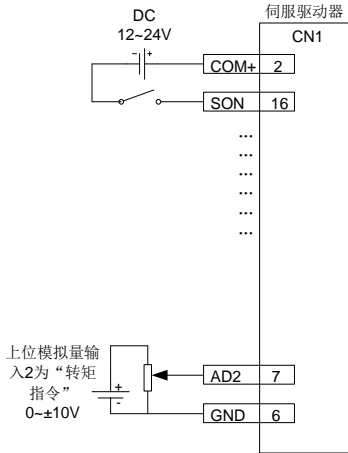 伺服驱动器
DC
12~24V
CN1
- +
COM+ 2
SON 16
...
...
...
...
...
...
上位模拟量输
入2为“转矩
指令”
0~±10V
+
-
AD2 7
GND 6